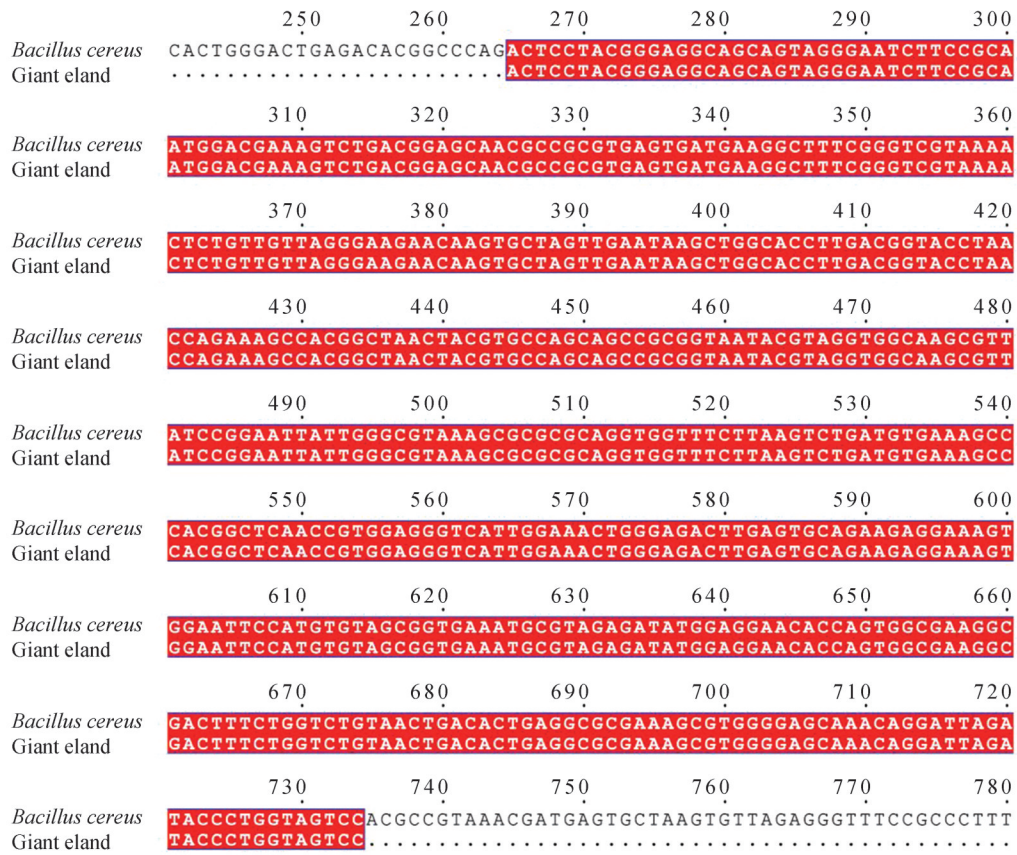 250 260 270 280 290 300
Bacillus cereus CACTGGGACTGAGACACGGCCCAGACTCCTACGGGAGGCAGCAGTAGGGAATCTTCCGCA
Giant eland ........................ACTCCTACGGGAGGCAGCAGTAGGGAATCTTCCGCA
310 320 330 340 350 360
Bacillus cereus ATGGACGAAAGTCTGACGGAGCAACGCCGCGTGAGTGATGAAGGCTTTCGGGTCGTAAAA
Giant eland ATGGACGAAAGTCTGACGGAGCAACGCCGCGTGAGTGATGAAGGCTTTCGGGTCGTAAAA
370 380 390 400 410 420
Bacillus cereus CTCTGTTGTTAGGGAAGAACAAGTGCTAGTTGAATAAGCTGGCACCTTGACGGTACCTAA
Giant eland CTCTGTTGTTAGGGAAGAACAAGTGCTAGTTGAATAAGCTGGCACCTTGACGGTACCTAA
430 440 450 460 470 480
Bacillus cereus CCAGAAAGCCACGGCTAACTACGTGCCAGCAGCCGCGGTAATACGTAGGTGGCAAGCGTT
Giant eland CCAGAAAGCCACGGCTAACTACGTGCCAGCAGCCGCGGTAATACGTAGGTGGCAAGCGTT
490 500 510 520 530 540
Bacillus cereus ATCCGGAATTATTGGGCGTAAAGCGCGCGCAGGTGGTTTCTTAAGTCTGATGTGAAAGCC
Giant eland ATCCGGAATTATTGGGCGTAAAGCGCGCGCAGGTGGTTTCTTAAGTCTGATGTGAAAGCC
550 560 570 580 590 600
Bacillus cereus CACGGCTCAACCGTGGAGGGTCATTGGAAACTGGGAGACTTGAGTGCAGAAGAGGAAAGT
Giant eland CACGGCTCAACCGTGGAGGGTCATTGGAAACTGGGAGACTTGAGTGCAGAAGAGGAAAGT
610 620 630 640 650 660
Bacillus cereus GGAATTCCATGTGTAGCGGTGAAATGCGTAGAGATATGGAGGAACACCAGTGGCGAAGGC
Giant eland GGAATTCCATGTGTAGCGGTGAAATGCGTAGAGATATGGAGGAACACCAGTGGCGAAGGC
670 680 690 700 710 720
Bacillus cereus GACTTTCTGGTCTGTAACTGACACTGAGGCGCGAAAGCGTGGGGAGCAAACAGGATTAGA
Giant eland GACTTTCTGGTCTGTAACTGACACTGAGGCGCGAAAGCGTGGGGAGCAAACAGGATTAGA
730 740 750 760 770 780
Bacillus cereus TACCCTGGTAGTCCACGCCGTAAACGATGAGTGCTAAGTGTTAGAGGGTTTCCGCCCTTT
Giant eland TACCCTGGTAGTCC..............................................